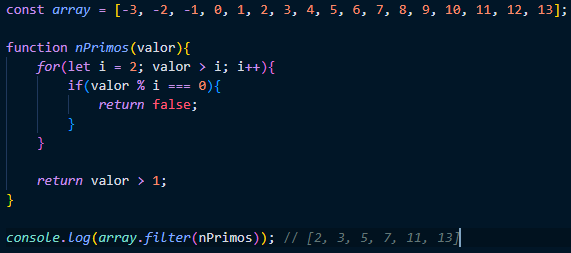 const array = [-3, -2, -1, 0, 1, 2, 3, 4, 5, 6, 7, 8, 9, 10, 11, 12, 13];
function nPrimos(valor){
for(let i = 2; valor > i; i++){
if(valor % i === 0){
return false;
}
}
return valor > 1;
}
console.log(array.filter(nPrimos)); // [2, 3, 5, 7, 11, 13]